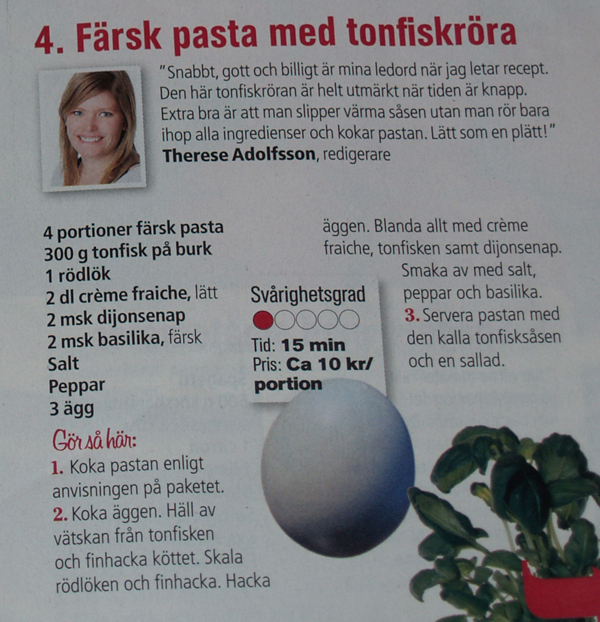 4. Färsk pasta med tonfiskröra
"Snabbt, gott och billigt är mina ledord när jag letar recept.
Den här tonfiskröran är helt utmärkt när tiden är knapp.
Extra bra är att man slipper värma såsen utan man rör bara
ihop alla ingredienser och kokar pastan. Lätt som en plätt!"
Therese Adolfsson, redigerare
4 portioner färsk pasta
300 g tonfisk på burk
1 rödlök
2 dl crème fraiche, lätt
2 msk dijonsenap
2 msk basilika, färsk
Salt
Peppar
3 ägg
Gör så här:
1. Koka pastan enligt
anvisningen på paketet.
2. Koka äggen. Häll av
vätskan från tonfisken
och finhacka köttet. Skala
rödlöken och finhacka. Hacka
äggen. Blanda allt med crème
fraiche, tonfisken samt dijonsenap.
Smaka av med salt,
peppar och basilika.
3. Servera pastan med
den kalla tonfisksåsen
och en sallad.
Svårighetsgrad
Tid: 15 min
Pris: Ca 10 kr/
portion